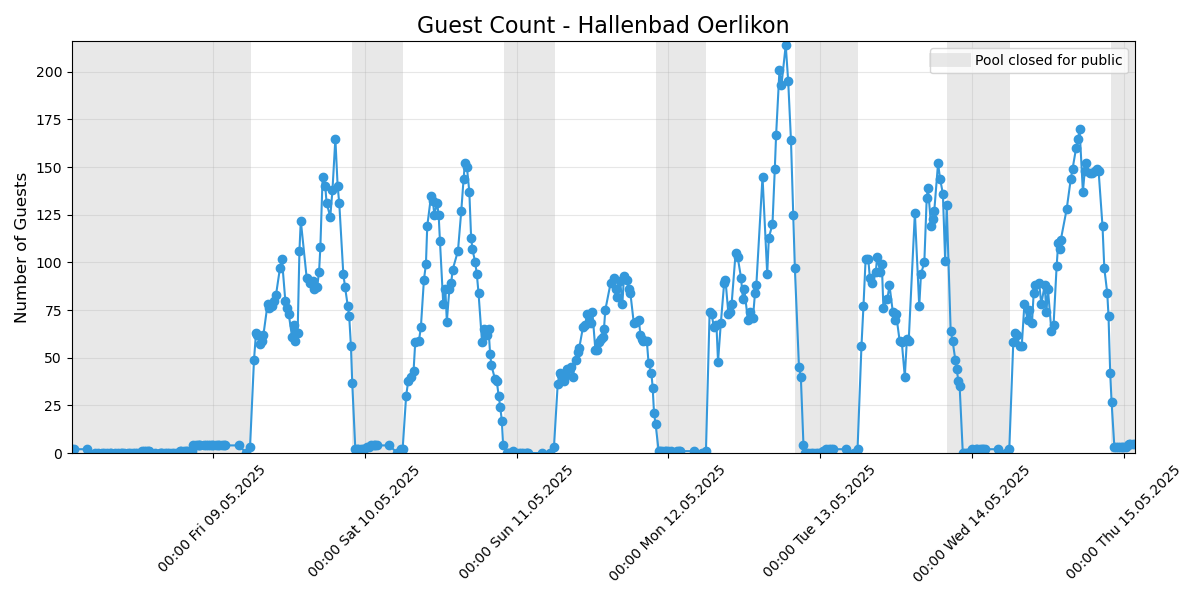 Guest Count - Hallenbad Oerlikon
Pool closed for public
Number of Guests
200
175
150
125
100
75
50
25
0
00:00 Fri 09.05.2025
00:00 Sat 10.05.2025
00:00 Sun 11.05.2025
00:00 Mon 12.05.2025
00:00 Tue 13.05.2025
00:00 Wed 14.05.2025
00:00 Thu 15.05.2025